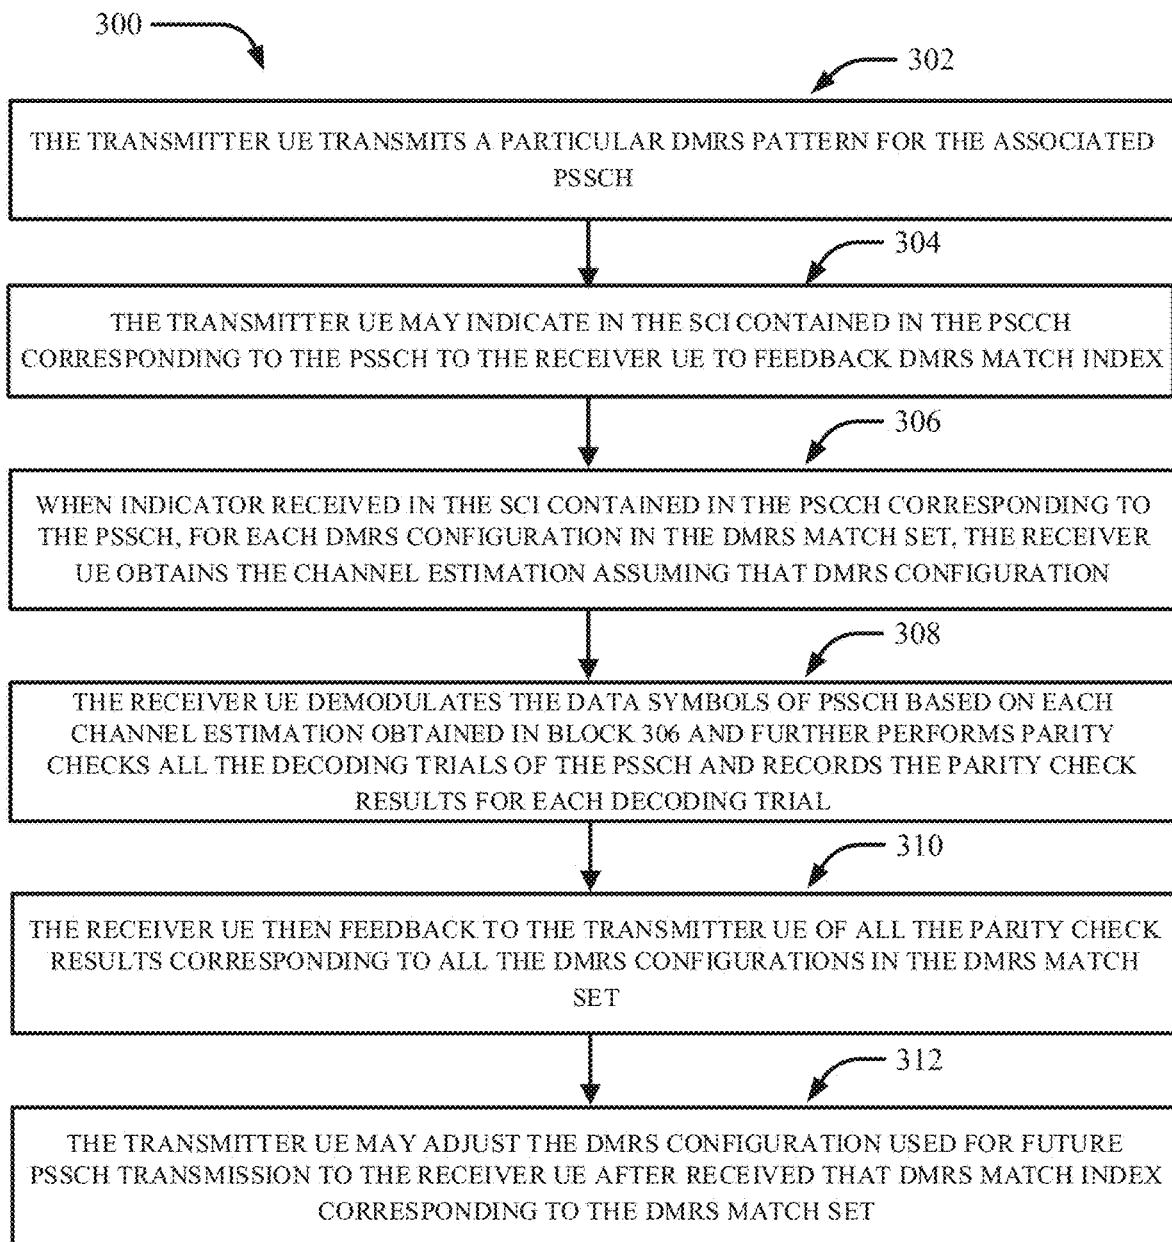 300
302
THE TRANSMITTER UE TRANSMITS A PARTICULAR DMRS PATTERN FOR THE ASSOCIATED
PSSCH
304
THE TRANSMITTER UE MAY INDICATE IN THE SCI CONTAINED IN THE PSCCH
CORRESPONDING TO THE PSSCH TO THE RECEIVER UE TO FEEDBACK DMRS MATCH INDEX
306
WHEN INDICATOR RECEIVED IN THE SCI CONTAINED IN THE PSCCH CORRESPONDING TO
THE PSSCH, FOR EACH DMRS CONFIGURATION IN THE DMRS MATCH SET, THE RECEIVER
UE OBTAINS THE CHANNEL ESTIMATION ASSUMING THAT DMRS CONFIGURATION
308
THE RECEIVER UE DEMODULATES THE DATA SYMBOLS OF PSSCH BASED ON EACH
CHANNEL ESTIMATION OBTAINED IN BLOCK 306 AND FURTHER PERFORMS PARITY
CHECKS ALL THE DECODING TRIALS OF THE PSSCH AND RECORDS THE PARITY CHECK
RESULTS FOR EACH DECODING TRIAL
310
THE RECEIVER UE THEN FEEDBACK TO THE TRANSMITTER UE OF ALL THE PARITY CHECK
RESULTS CORRESPONDING TO ALL THE DMRS CONFIGURATIONS IN THE DMRS MATCH
SET
312
THE TRANSMITTER UE MAY ADJUST THE DMRS CONFIGURATION USED FOR FUTURE
PSSCH TRANSMISSION TO THE RECEIVER UE AFTER RECEIVED THAT DMRS MATCH INDEX
CORRESPONDING TO THE DMRS MATCH SET